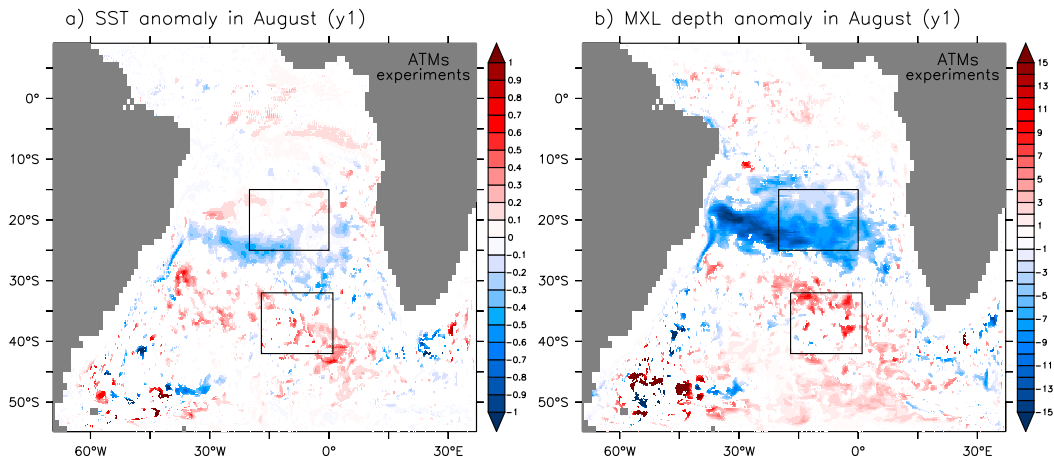 a) SST anomaly in August (y1)
ATMs
experiments
0°
10°S
20°S
30°S
40°S
50°S
60°W
30°W
0°
30°E
1
0.9
0.8
0.7
0.6
0.5
0.4
0.3
0.2
0.1
0
-0.1
-0.2
-0.3
-0.4
-0.5
-0.6
-0.7
-0.8
-0.9
-1
b) MXL depth anomaly in August (y1)
ATMs
experiments
0°
10°S
20°S
30°S
40°S
50°S
60°W
30°W
0°
30°E
15
13
11
9
7
5
4
3
2
1
-1
-2
-3
-4
-5
-7
-9
-11
-13
-15